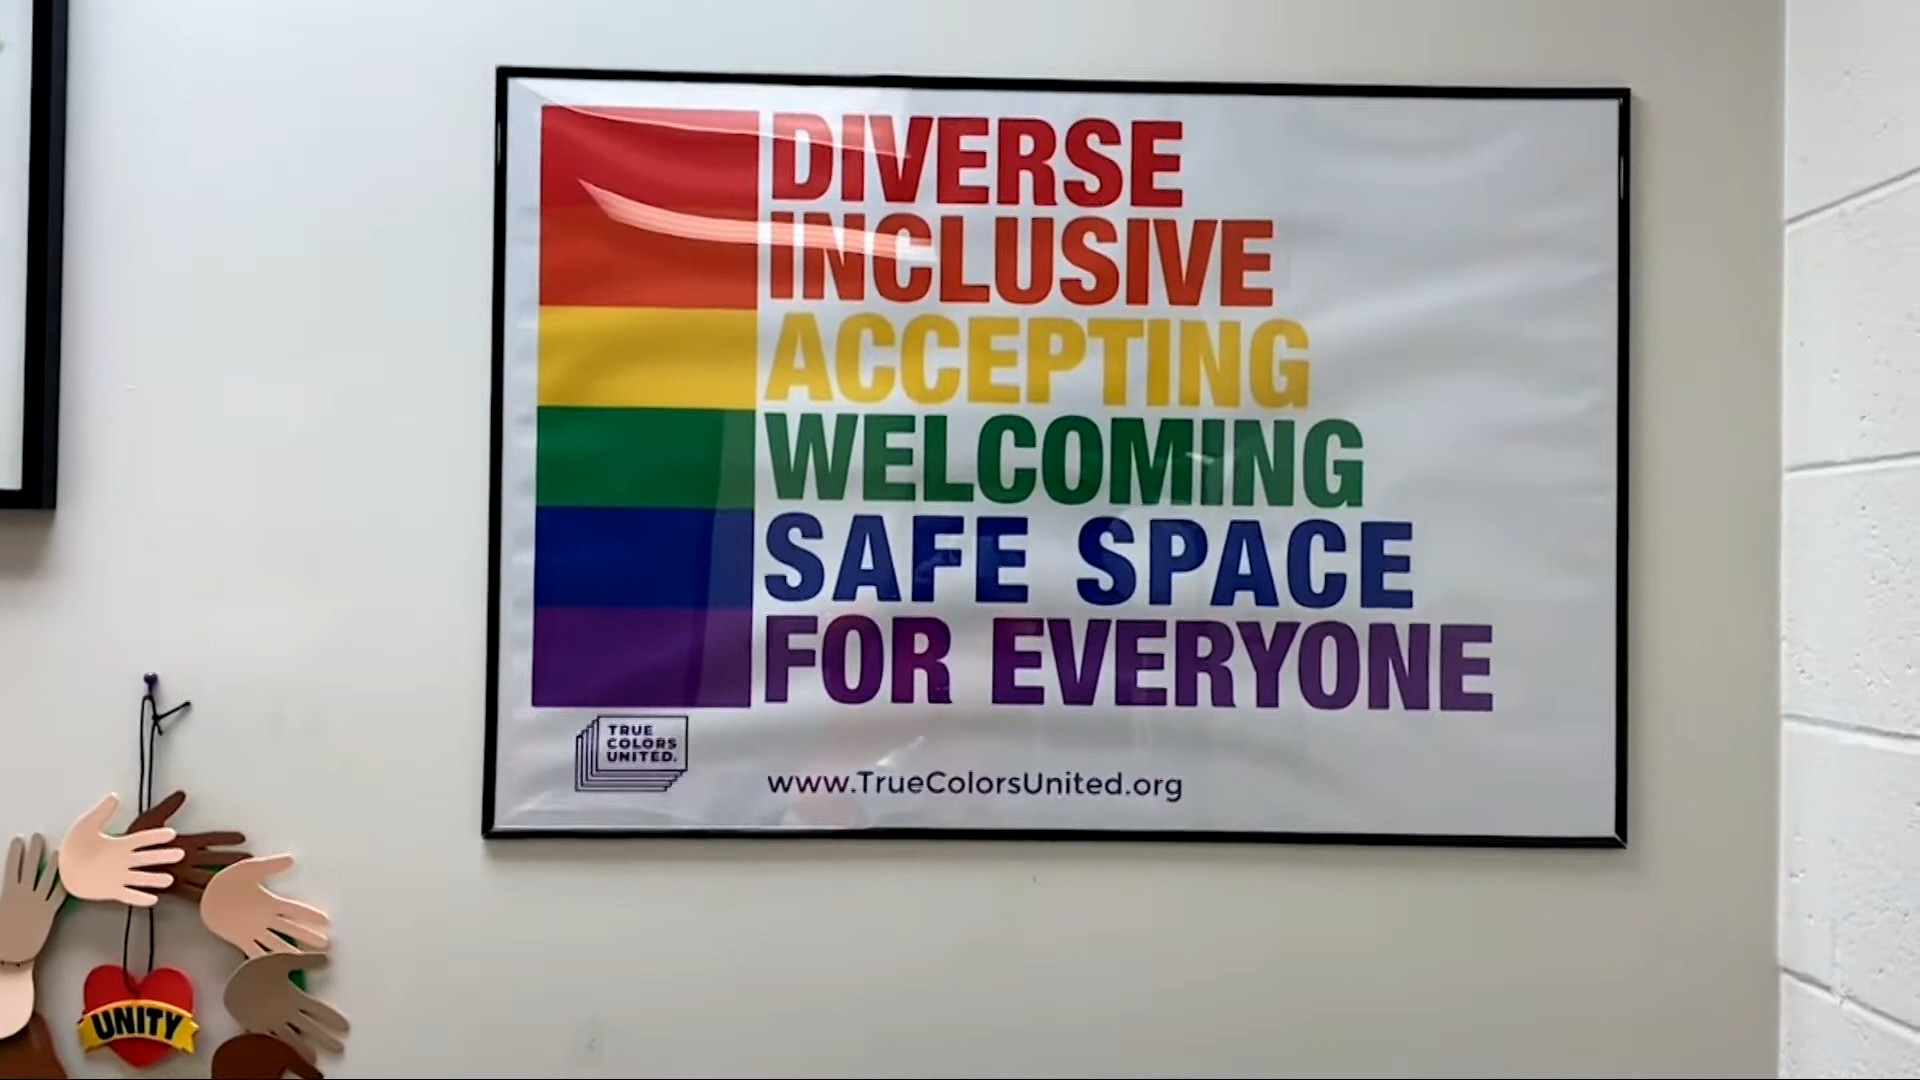 DIVERSE
INCLUSIVE
ACCEPTING
WELCOMING
SAFE SPACE
FOR EVERYONE
TRUE
COLORS
UNITED.
www.TrueColorsUnited.org
UNITY